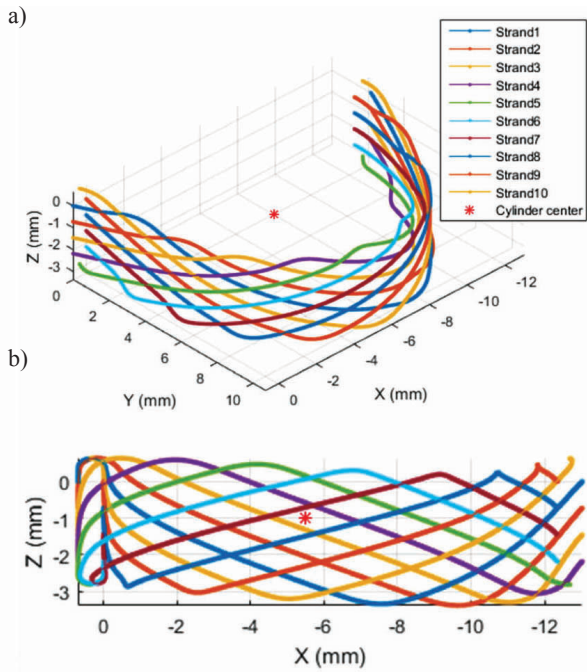 a)
Strand1
Strand2
Strand3
Strand4
Strand5
Strand6
Strand7
Strand8
Strand9
Strand10
Cylinder center
0
-1
-2
-3
Z (mm)
0
2
4
6
8
10
Y (mm)
0
-2
-4
-6
-8
-10
-12
X (mm)
b)
0
-1
-2
-3
Z (mm)
0 -2 -4 -6 -8 -10 -12
X (mm)